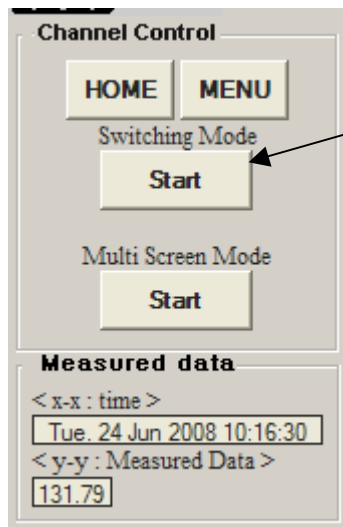 Channel Control
HOME MENU
Switching Mode
Start
Multi Screen Mode
Start
Measured data
< x-x : time >
Tue. 24 Jun 2008 10:16:30
< y-y : Measured Data >
131.79